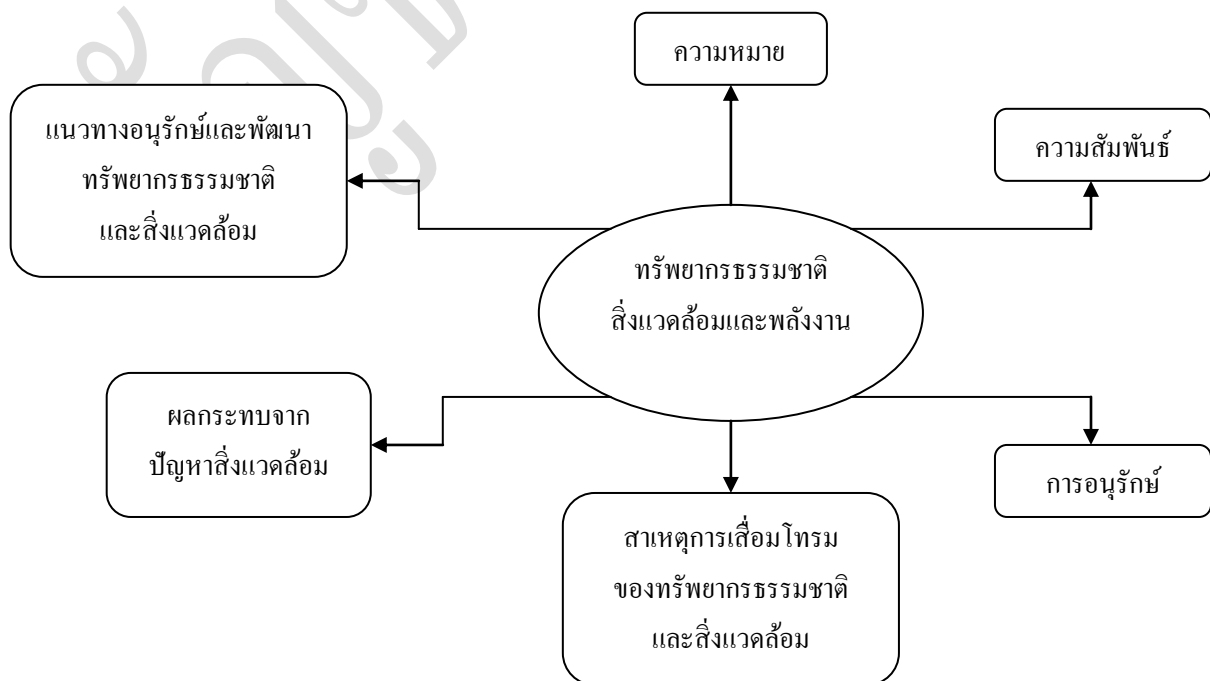 ความหมาย
แนวทางอนุรักษ์และพัฒนา
ทรัพยากรธรรมชาติ
และสิ่งแวดล้อม
ความสัมพันธ์
ทรัพยากรธรรมชาติ
สิ่งแวดล้อมและพลังงาน
ผลกระทบจาก
ปัญหาสิ่งแวดล้อม
การอนุรักษ์
สาเหตุการเสื่อมโทรม
ของทรัพยากรธรรมชาติ
และสิ่งแวดล้อม